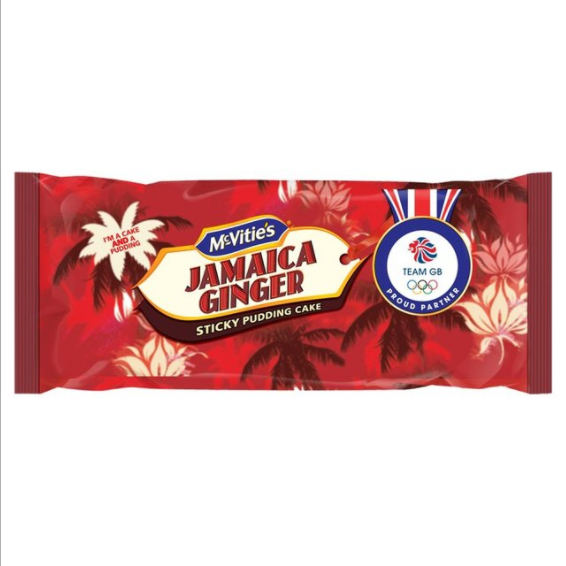 I'M A CAKE
AND A
PUDDING
McVitie's
JAMAICA
GINGER
STICKY PUDDING CAKE
TEAM GB
PROUD PARTNER